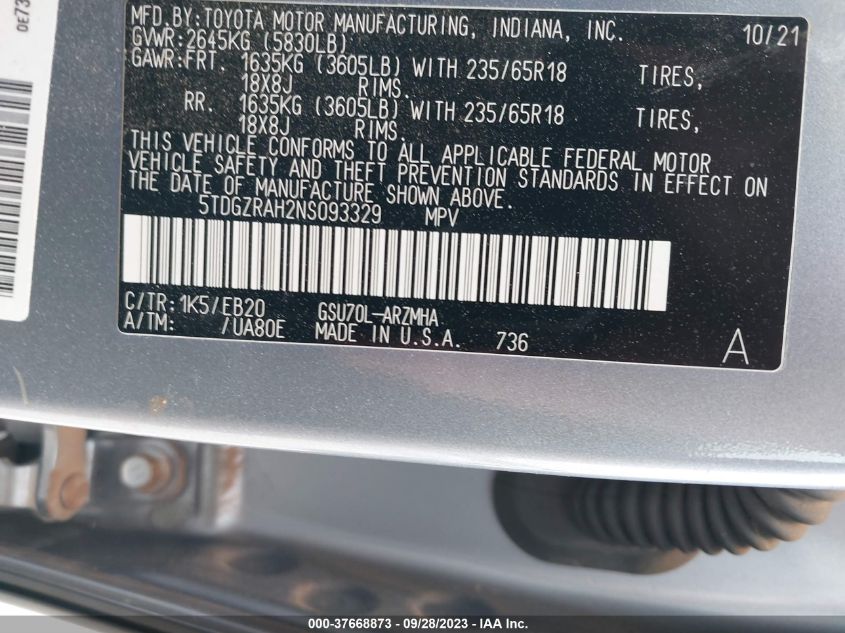 0E73
MFD.BY:TOYOTA MOTOR MANUFACTURING, INDIANA, INC. 10/21
GVWR:2645KG (5830LB)
GAWR:FRT. 1635KG (3605LB) WITH 235/65R18 TIRES,
18X8J RIMS.
RR. 1635KG (3605LB) WITH 235/65R18 TIRES,
18X8J RIMS.
THIS VEHICLE CONFORMS TO ALL APPLICABLE FEDERAL MOTOR
VEHICLE SAFETY AND THEFT PREVENTION STANDARDS IN EFFECT ON
THE DATE OF MANUFACTURE SHOWN ABOVE.
5TDGZRAH2NS093329 MPV
C/TR:1K5/EB20 GSU70L-ARZMHA
A/TM: /UA80E MADE IN U.S.A. 736 A
000-37668873 - 09/28/2023 - IAAI Inc.